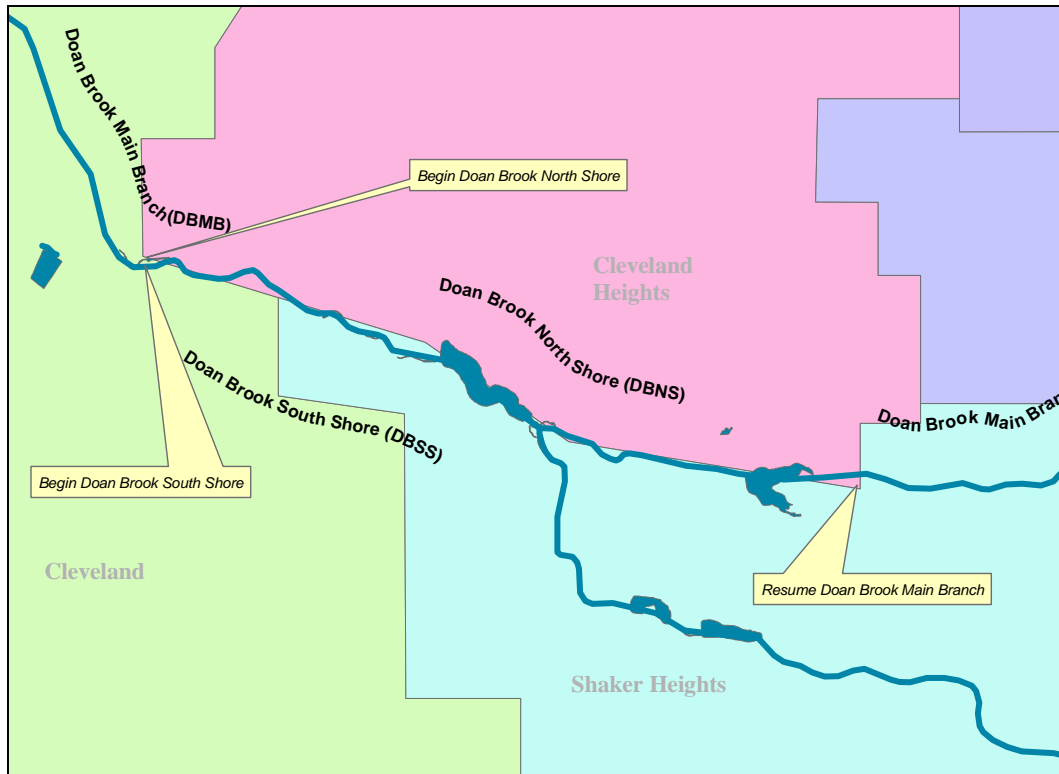 Doan Brook Main Branch(DBMB)
Begin Doan Brook North Shore
Cleveland
Heights
Doan Brook North Shore (DBNS)
Doan Brook South Shore (DBSS)
Doan Brook Main Bran
Begin Doan Brook South Shore
Cleveland
Resume Doan Brook Main Branch
Shaker Heights